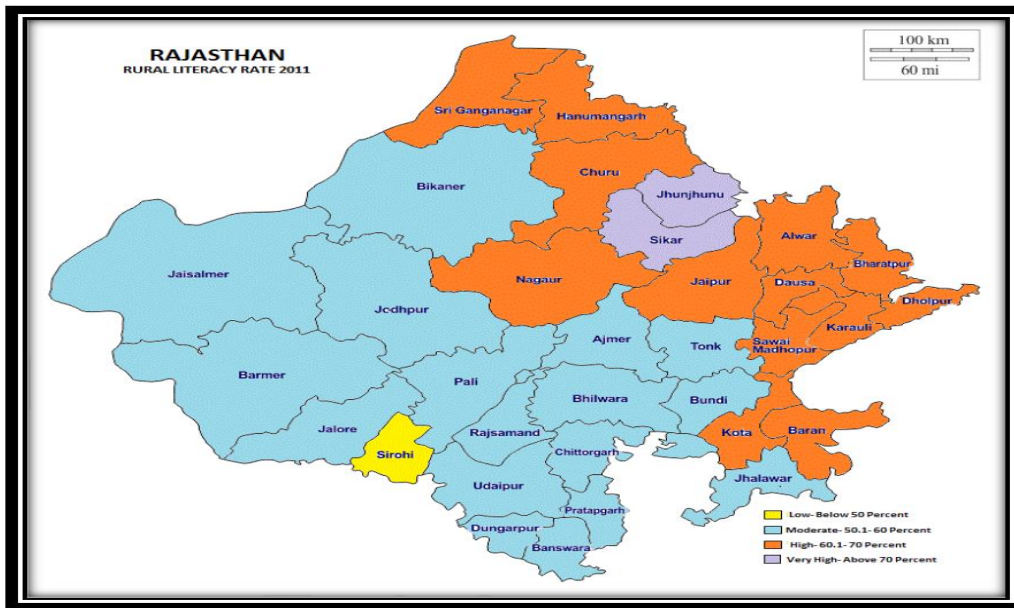 RAJASTHAN
RURAL LITERACY RATE 2011
100 km
60 mi
Sri Ganganagar
Hanumangarh
Churu
Bikaner
Jhunjhunu
Sikar
Alwar
Jaisalmer
Nagaur
Jaipur
Bharatpur
Dausa
Jodhpur
Dholpur
Karauli
Ajmer
Tonk
Sawai
Madhopur
Barmer
Pali
Bhilwara
Bundi
Jalore
Rajsamand
Kota
Baran
Sirohi
Chittorgarh
Jhalawar
Udaipur
Pratapgarh
Dungarpur
Banswara
Low- Below 50 Percent
Moderate- 50.1- 60 Percent
High- 60.1- 70 Percent
Very High- Above 70 Percent